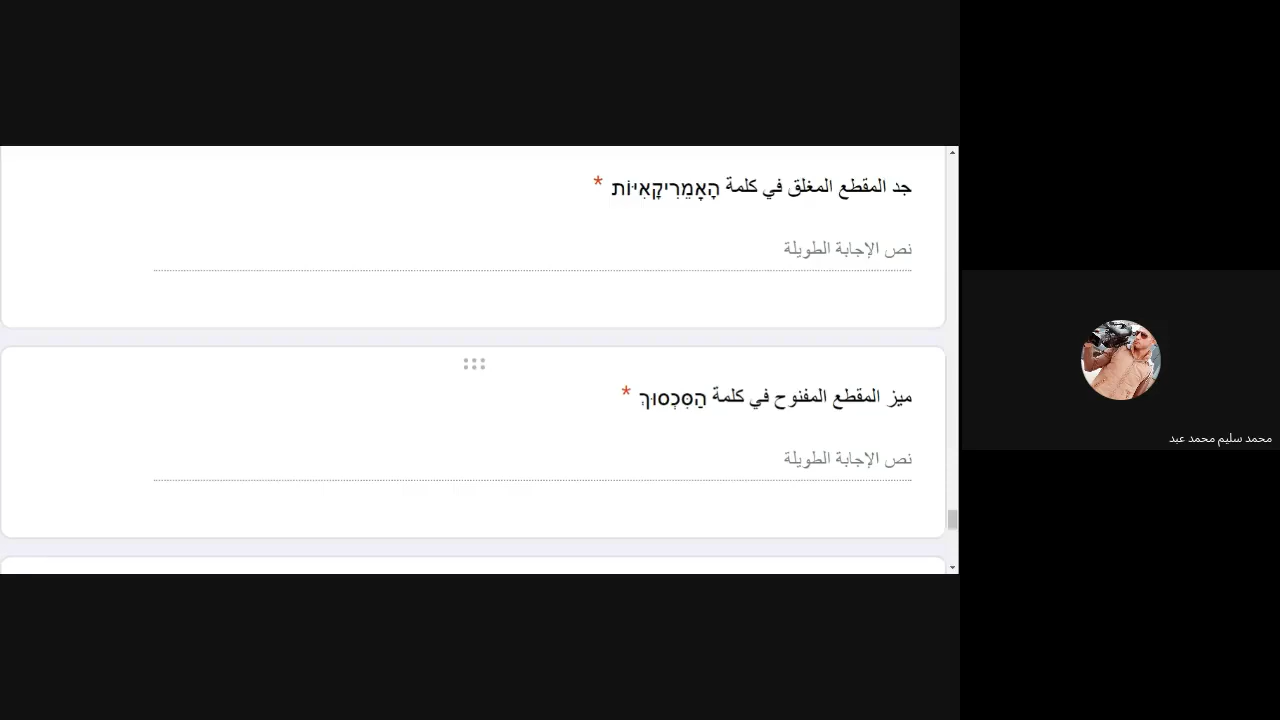 جد المقطع المغلق في كلمة הָאָמֵרִיקָאִיּוֹת *
نص الإجابة الطويلة
ميز المقطع المفتوح في كلمة הַסִּכְסוּךְ *
نص الإجابة الطويلة
محمد سليم محمد عبد